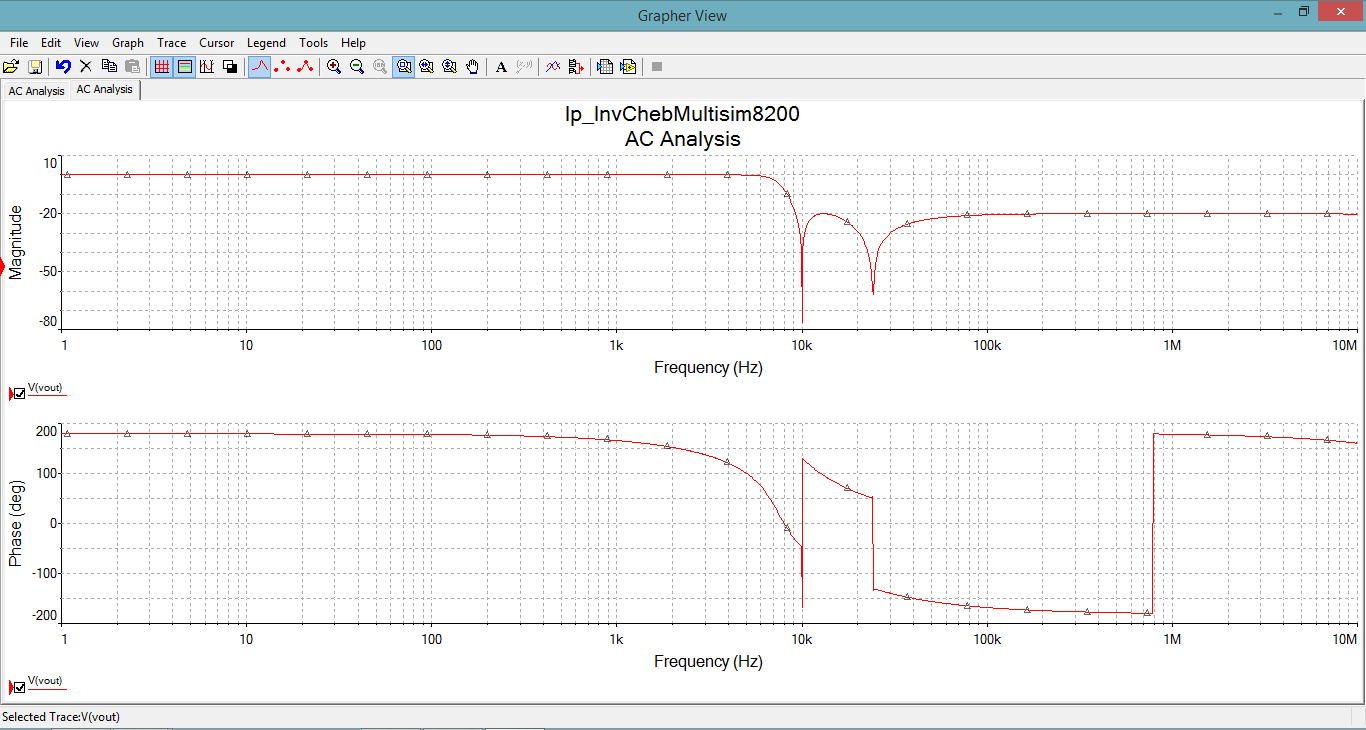 Grapher View
File Edit View Graph Trace Cursor Legend Tools Help
A
AC Analysis AC Analysis
lp_InvChebMultisim8200
AC Analysis
Magnitude
10
-20
-50
-80
1 10 100 1k 10k 100k 1M 10M
Frequency (Hz)
V(vout)
Phase (deg)
200
100
0
-100
-200
1 10 100 1k 10k 100k 1M 10M
Frequency (Hz)
V(vout)
Selected Trace:V(vout)